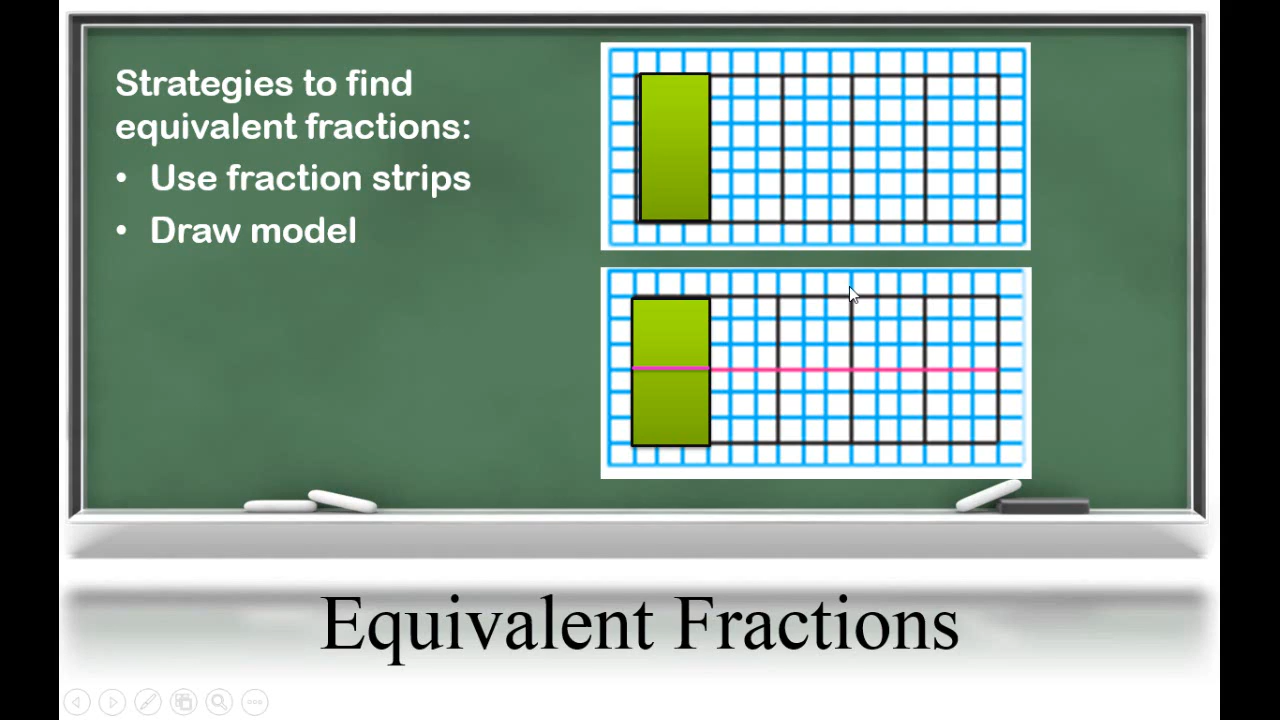 Strategies to find
equivalent fractions:
• Use fraction strips
• Draw model
Equivalent Fractions